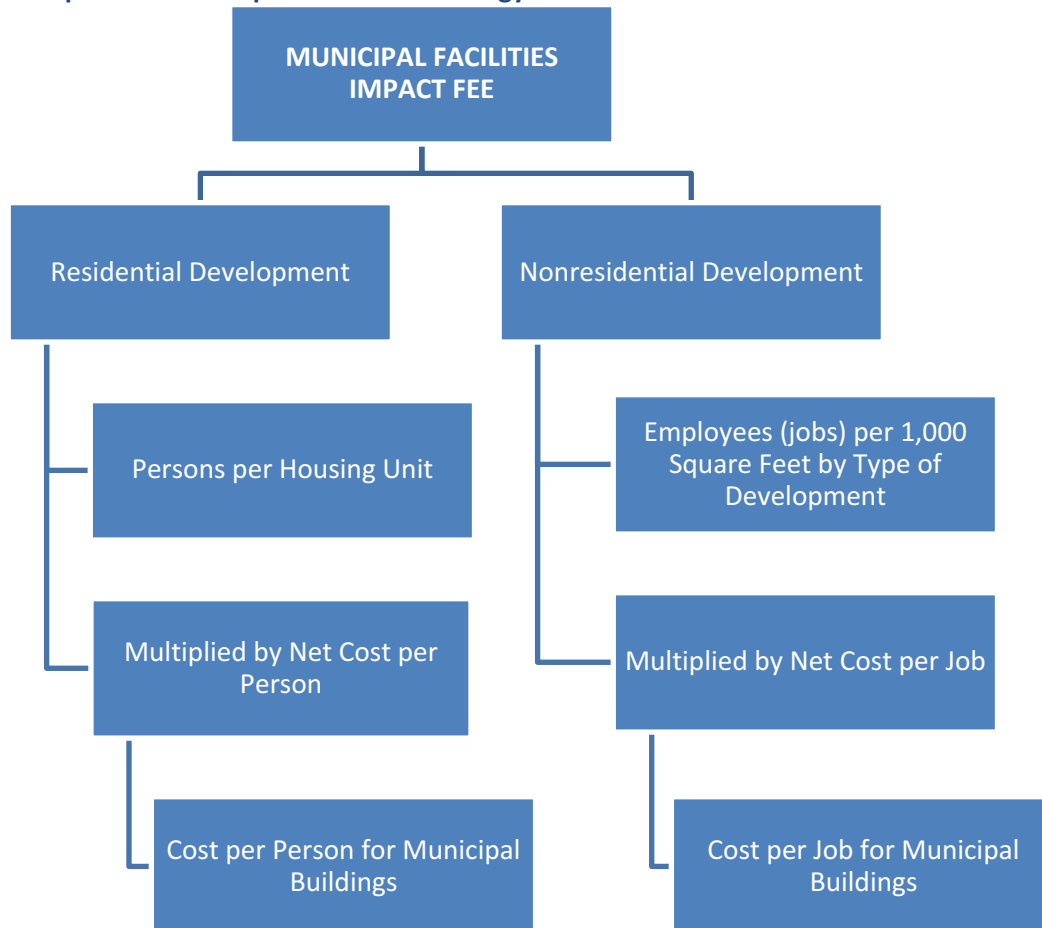 MUNICIPAL FACILITIES
IMPACT FEE
Residential Development
Nonresidential Development
Persons per Housing Unit
Employees (jobs) per 1,000
Square Feet by Type of
Development
Multiplied by Net Cost per
Person
Multiplied by Net Cost per Job
Cost per Person for Municipal
Buildings
Cost per Job for Municipal
Buildings